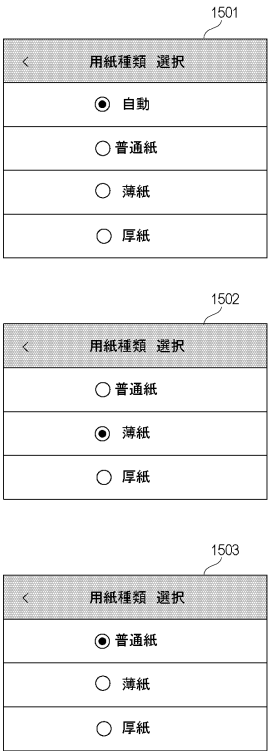 1501
< 用紙種類 選択
◉ 自動
○ 普通紙
○ 薄紙
○ 厚紙
1502
< 用紙種類 選択
○ 普通紙
◉ 薄紙
○ 厚紙
1503
< 用紙種類 選択
◉ 普通紙
○ 薄紙
○ 厚紙